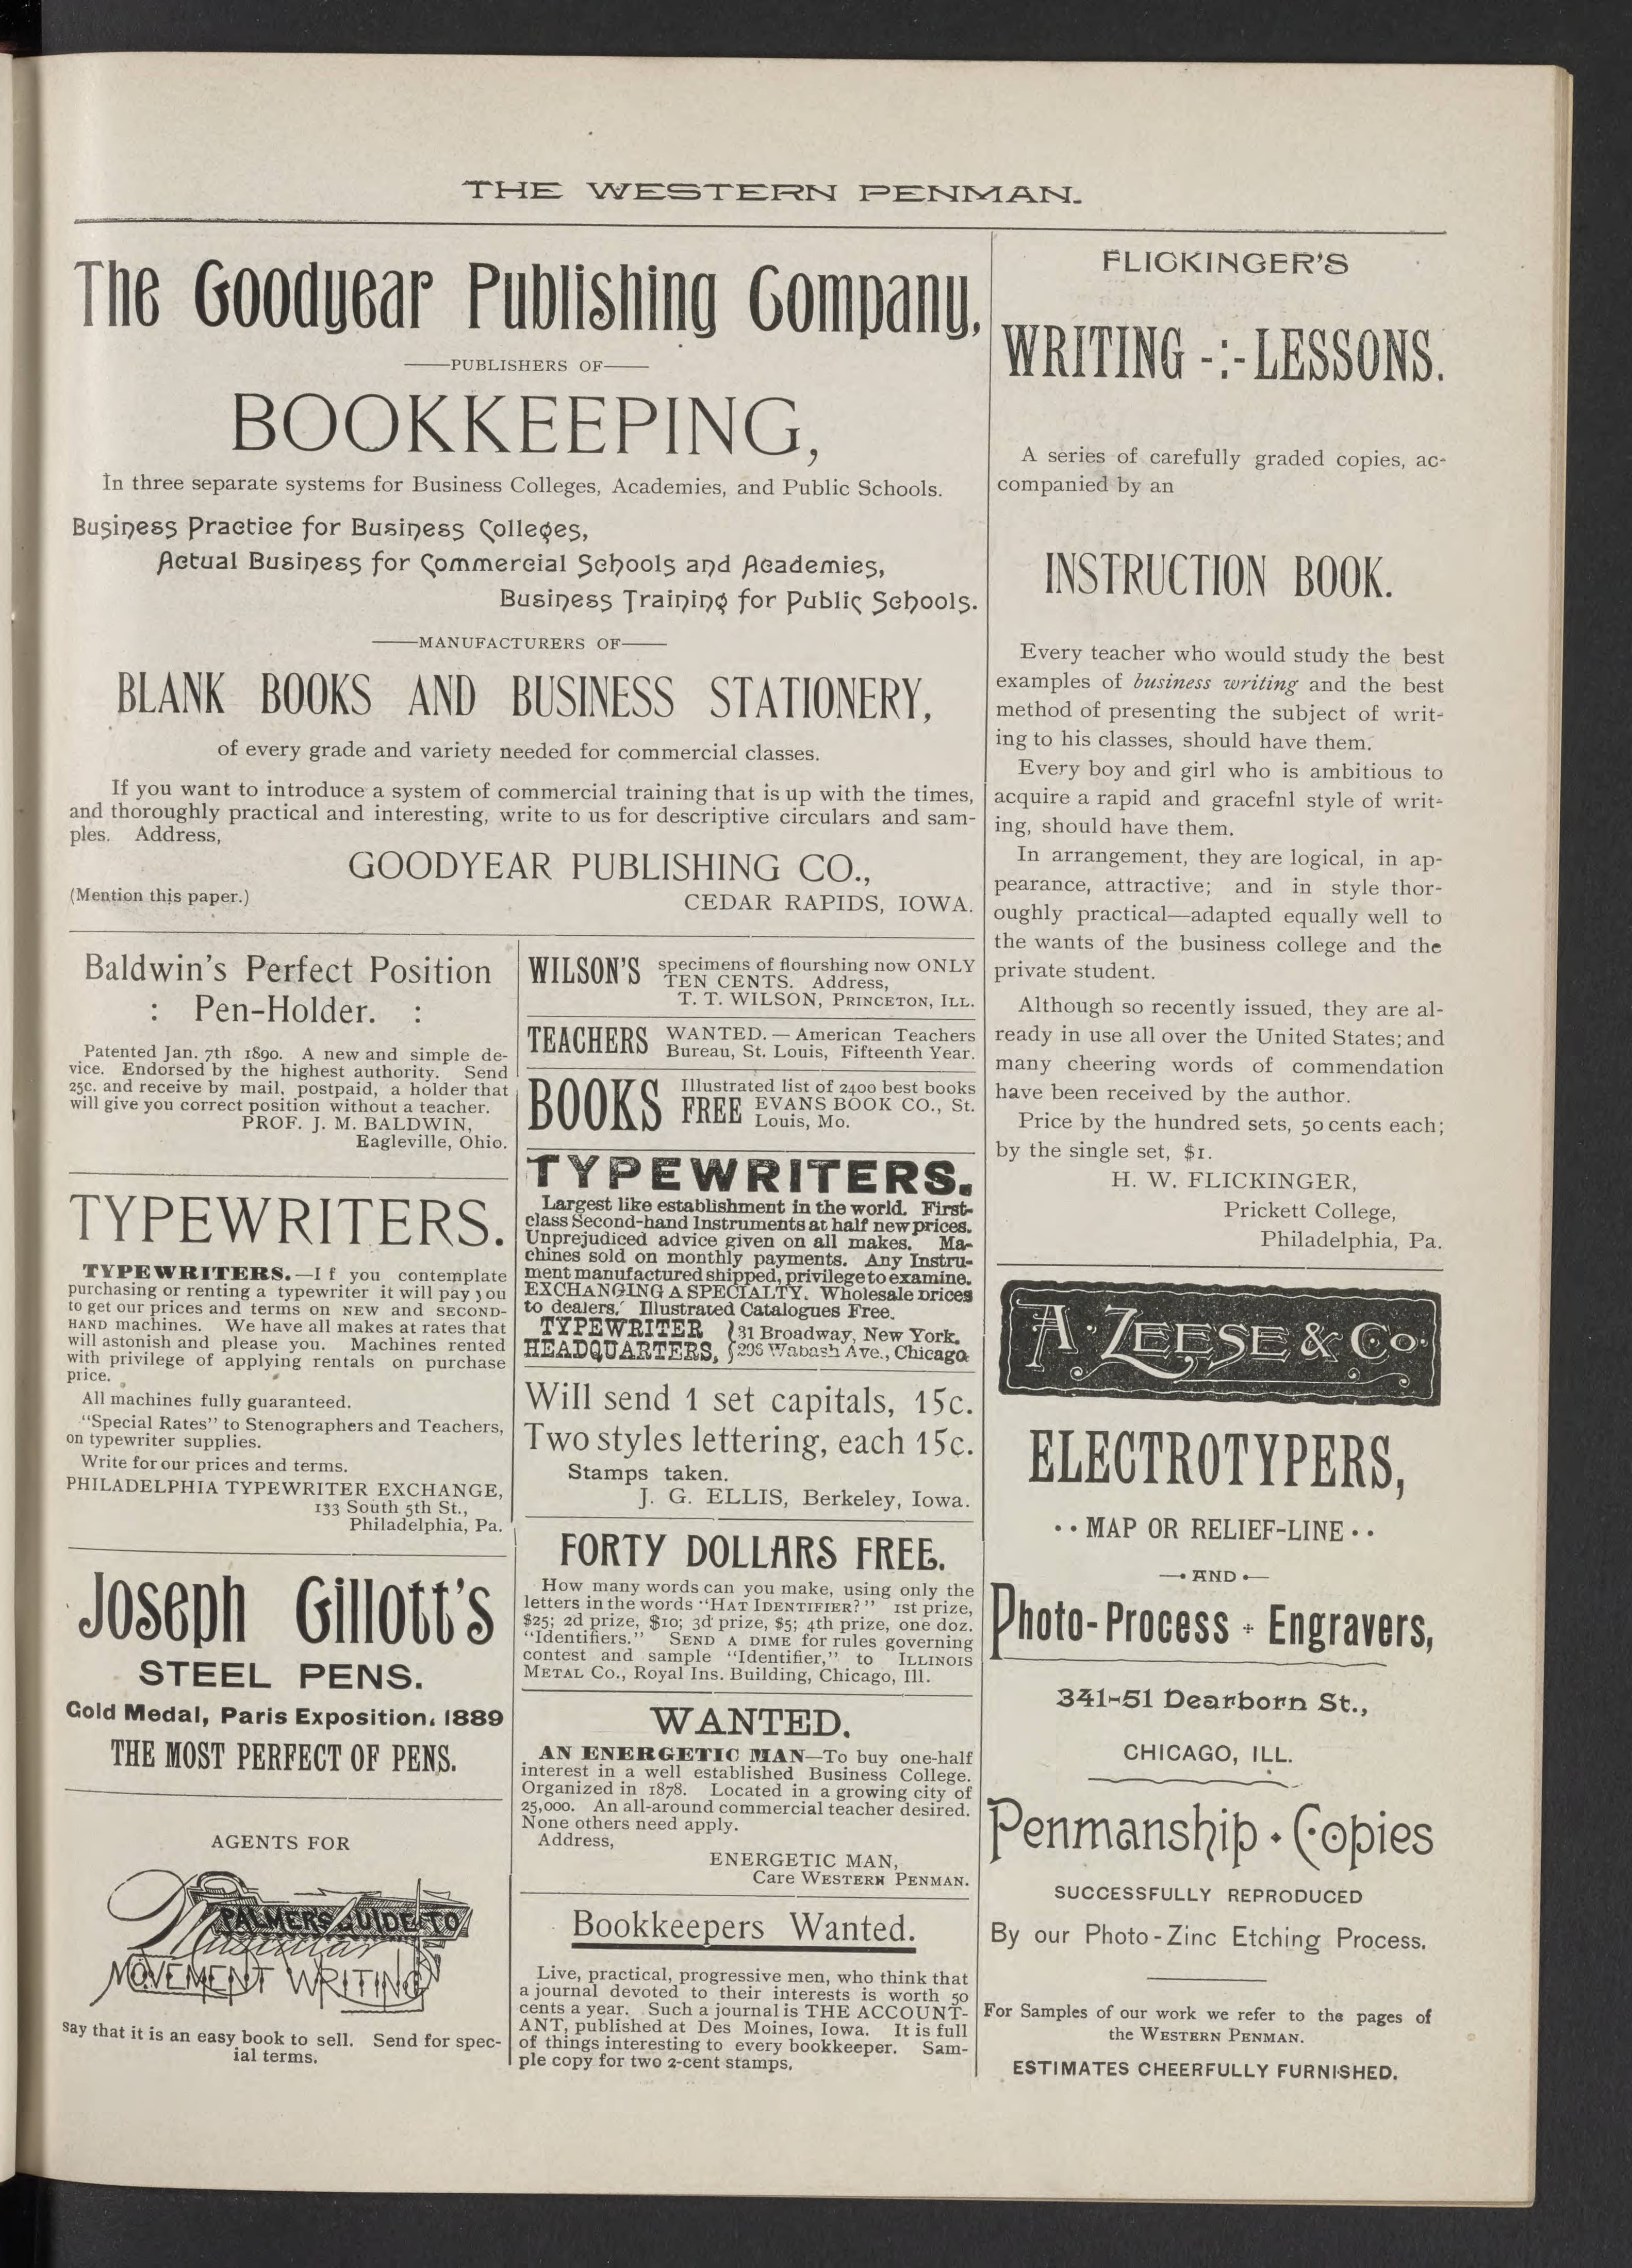 THE WESTERN PENMAN.
The Goodyear Publishing Company,
PUBLISHERS OF
BOOKKEEPING,
In three separate systems for Business Colleges, Academies, and Public Schools.
Business Practice for Business Colleges,
Actual Business for Commercial Schools and Academies,
Business Training for Public Schools.
MANUFACTURERS OF
BLANK BOOKS AND BUSINESS STATIONERY,
of every grade and variety needed for commercial classes.
If you want to introduce a system of commercial training that is up with the times,
and thoroughly practical and interesting, write to us for descriptive circulars and sam-
ples. Address,
GOODYEAR PUBLISHING CO.,
(Mention this paper.)
CEDAR RAPIDS, IOWA.
Baldwin's Perfect Position
: Pen-Holder. :
Patented Jan. 7th 1890. A new and simple de-
vice. Endorsed by the highest authority. Send
25c. and receive by mail, postpaid, a holder that
will give you correct position without a teacher.
PROF. J. M. BALDWIN,
Eagleville, Ohio.
TYPEWRITERS.
TYPEWRITERS.—If you contemplate
purchasing or renting a typewriter it will pay you
to get our prices and terms on NEW and SECOND-
HAND machines. We have all makes at rates that
will astonish and please you. Machines rented
with privilege of applying rentals on purchase
price.
All machines fully guaranteed.
"Special Rates" to Stenographers and Teachers,
on typewriter supplies.
Write for our prices and terms.
PHILADELPHIA TYPEWRITER EXCHANGE,
133 South 5th St.,
Philadelphia, Pa.
Joseph Gillott's
STEEL PENS.
Gold Medal, Paris Exposition, 1889
THE MOST PERFECT OF PENS.
AGENTS FOR
PALMER'S GUIDE TO
Muscular
MOVEMENT WRITING
say that it is an easy book to sell. Send for spec-
ial terms.
WILSON'S specimens of flourshing now ONLY
TEN CENTS. Address,
T. T. WILSON, PRINCETON, ILL.
TEACHERS WANTED. — American Teachers
Bureau, St. Louis, Fifteenth Year.
BOOKS FREE Illustrated list of 2400 best books
EVANS BOOK CO., St.
Louis, Mo.
TYPEWRITERS.
Largest like establishment in the world. First-
class Second-hand Instruments at half new prices.
Unprejudiced advice given on all makes. Ma-
chines sold on monthly payments. Any Instru-
ment manufactured shipped, privilege to examine.
EXCHANGING A SPECIALTY. Wholesale prices
to dealers. Illustrated Catalogues Free.
TYPEWRITER } 31 Broadway, New York.
HEADQUARTERS, } 296 Wabash Ave., Chicago
Will send 1 set capitals, 15c.
Two styles lettering, each 15c.
Stamps taken.
J. G. ELLIS, Berkeley, Iowa.
FORTY DOLLARS FREE.
How many words can you make, using only the
letters in the words "HAT IDENTIFIER?" 1st prize,
$25; 2d prize, $10; 3d prize, $5; 4th prize, one doz.
"Identifiers." SEND A DIME for rules governing
contest and sample "Identifier," to ILLINOIS
METAL CO., Royal Ins. Building, Chicago, Ill.
WANTED.
AN ENERGETIC MAN—To buy one-half
interest in a well established Business College.
Organized in 1878. Located in a growing city of
25,000. An all-around commercial teacher desired.
None others need apply.
Address,
ENERGETIC MAN,
Care WESTERN PENMAN.
Bookkeepers Wanted.
Live, practical, progressive men, who think that
a journal devoted to their interests is worth 50
cents a year. Such a journal is THE ACCOUNT-
ANT, published at Des Moines, Iowa. It is full
of things interesting to every bookkeeper. Sam-
ple copy for two 2-cent stamps.
FLICKINGER'S
WRITING -:- LESSONS.
A series of carefully graded copies, ac-
companied by an
INSTRUCTION BOOK.
Every teacher who would study the best
examples of business writing and the best
method of presenting the subject of writ-
ing to his classes, should have them.
Every boy and girl who is ambitious to
acquire a rapid and gracefnl style of writ-
ing, should have them.
In arrangement, they are logical, in ap-
pearance, attractive; and in style thor-
oughly practical—adapted equally well to
the wants of the business college and the
private student.
Although so recently issued, they are al-
ready in use all over the United States; and
many cheering words of commendation
have been received by the author.
Price by the hundred sets, 50 cents each;
by the single set, $1.
H. W. FLICKINGER,
Prickett College,
Philadelphia, Pa.
A. ZEESE & CO.
ELECTROTYPERS,
·· MAP OR RELIEF-LINE ··
AND
Photo-Process + Engravers,
341-51 Dearborn St.,
CHICAGO, ILL.
Penmanship · Copies
SUCCESSFULLY REPRODUCED
By our Photo-Zinc Etching Process.
For Samples of our work we refer to the pages of
the WESTERN PENMAN.
ESTIMATES CHEERFULLY FURNISHED.